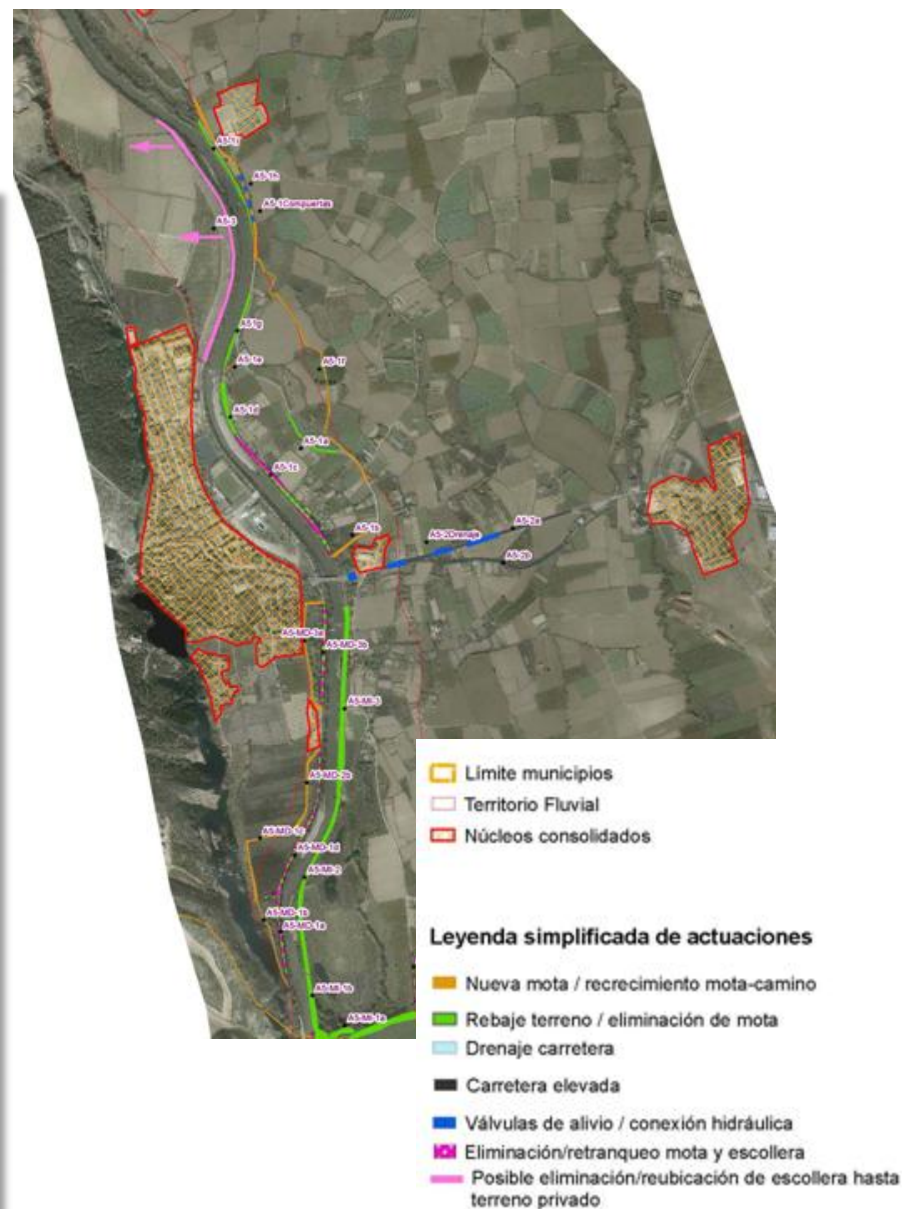 A5-1i
A5-1h
A5-1Compuertas
A5-3
A51g
A5-1e
A5-1f
A5-1d
A5-1a
A5-1c
A5-1b
A5-2Drenaje
A5-2a
A5-2b
A5-MD-3a
A5-MD-3b
A5-MI-3
A5-MD-2b
A5-MD-1c
A5-MD-1d
A5-MI-2
A5-MD-1b
A5-MD-1a
A5-MI-1b
A5-MI-1a
Límite municipios
Territorio Fluvial
Núcleos consolidados
Leyenda simplificada de actuaciones
Nueva mota / recrecimiento mota-camino
Rebaje terreno / eliminación de mota
Drenaje carretera
Carretera elevada
Válvulas de alivio / conexión hidráulica
Eliminación/retranqueo mota y escollera
Posible eliminación/reubicación de escollera hasta
terreno privado